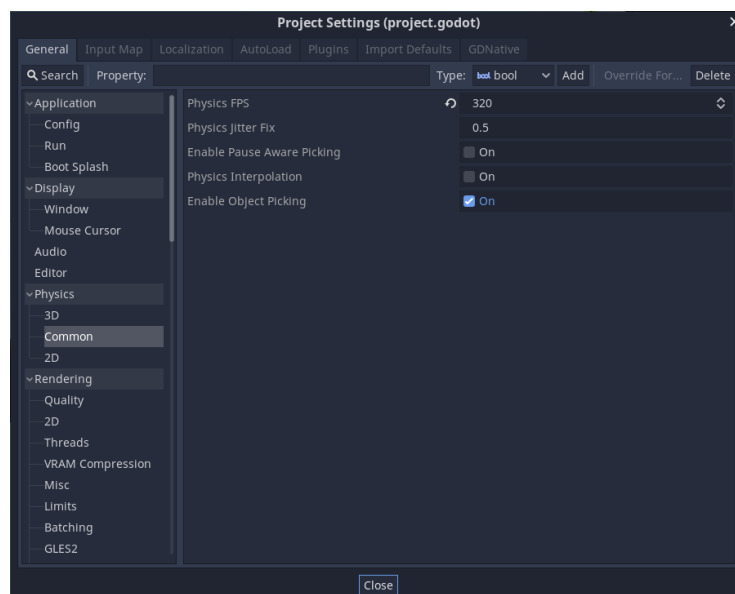 Project Settings (project.godot)
General Input Map Localization AutoLoad Plugins Import Defaults GDNative
Search Property: Type: bool bool Add Override For... Delete
Application
Config
Run
Boot Splash
Display
Window
Mouse Cursor
Audio
Editor
Physics
3D
Common
2D
Rendering
Quality
2D
Threads
VRAM Compression
Misc
Limits
Batching
GLES2
Physics FPS 320
Physics Jitter Fix 0.5
Enable Pause Aware Picking On
Physics Interpolation On
Enable Object Picking On
Close